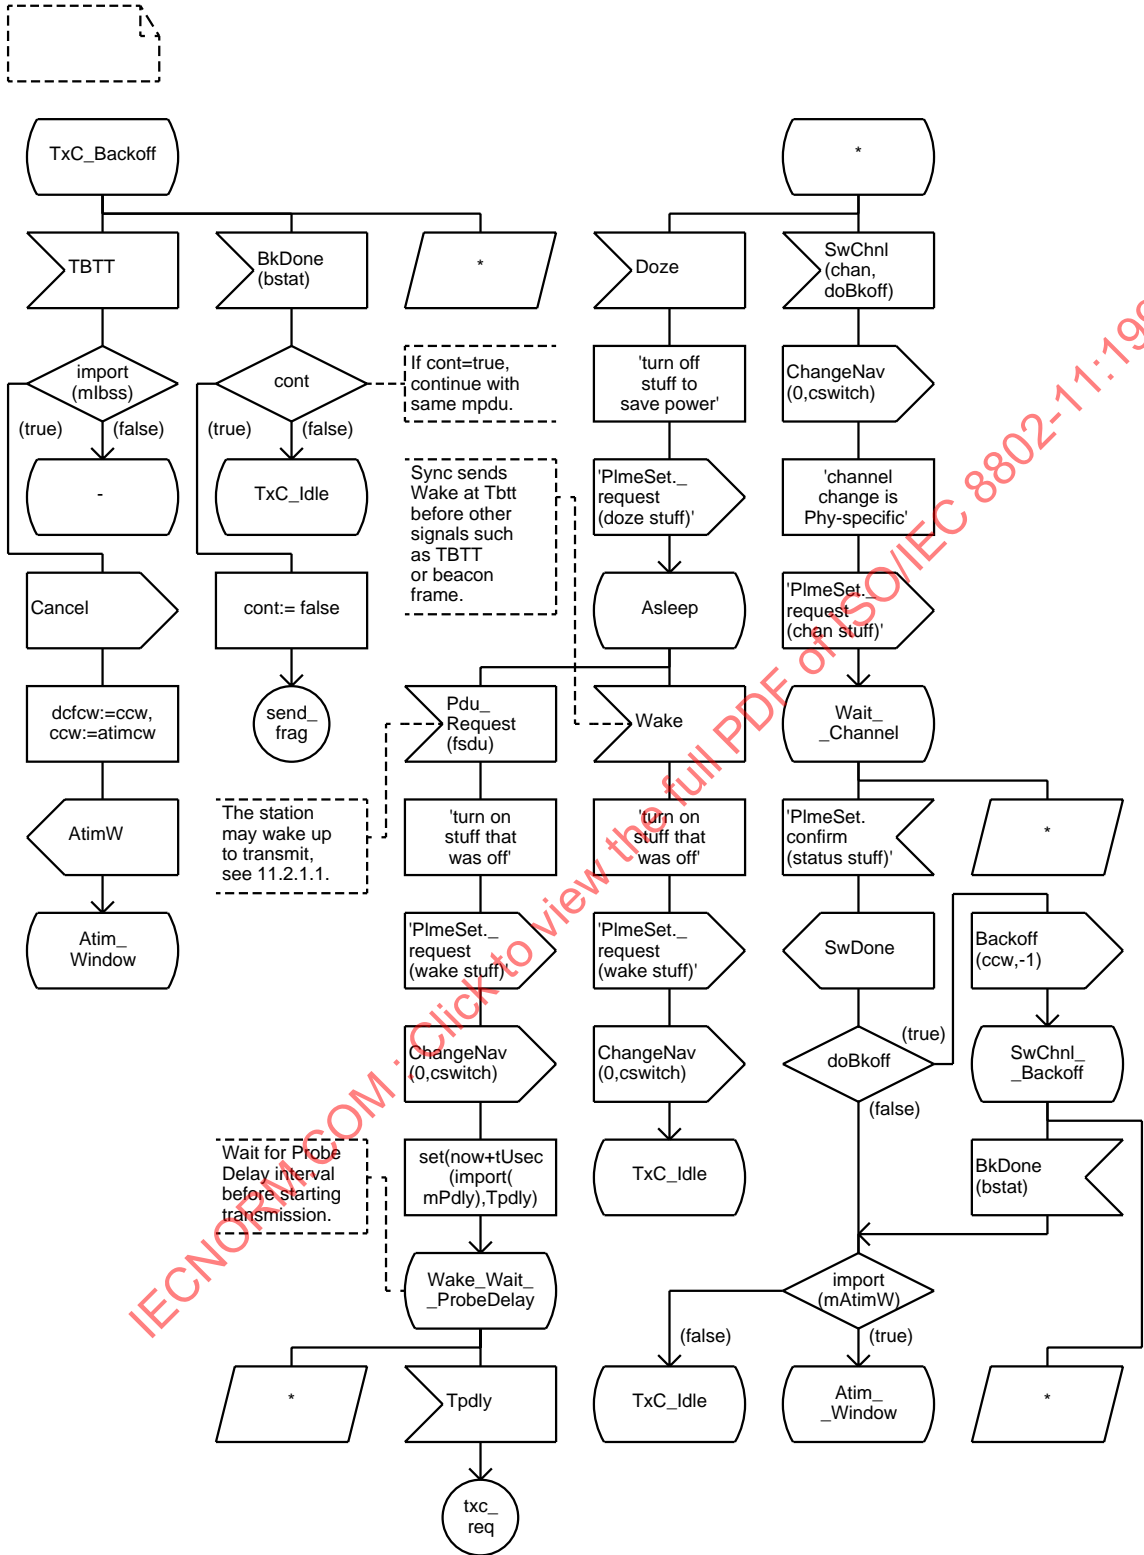 TxC_Backoff
*
TBTT
BkDone
(bstat)
*
Doze
SwChnl
(chan,
doBkoff)
import
(mIbss)
(true)
(false)
cont
(true)
(false)
If cont=true,
continue with
same mpdu.
'turn off
stuff to
save power'
ChangeNav
(0,cswitch)
-
TxC_Idle
Sync sends
Wake at Tbtt
before other
signals such
as TBTT
or beacon
frame.
'PlmeSet._
request
(doze stuff)'
'channel
change is
Phy-specific'
Cancel
cont:= false
Asleep
'PlmeSet._
request
(chan stuff)'
dcfcw:=ccw,
ccw:=atimcw
send_
frag
Pdu_
Request
(fsdu)
Wake
Wait_
_Channel
AtimW
The station
may wake up
to transmit,
see 11.2.1.1.
'turn on
stuff that
was off'
'turn on
stuff that
was off'
'PlmeSet.
confirm
(status stuff)'
*
Atim_
Window
'PlmeSet._
request
(wake stuff)'
'PlmeSet._
request
(wake stuff)'
SwDone
Backoff
(ccw,-1)
ChangeNav
(0,cswitch)
ChangeNav
(0,cswitch)
doBkoff
(true)
(false)
SwChnl_
_Backoff
Wait for Probe
Delay interval
before starting
transmission.
set(now+tUsec
(import(
mPdly),Tpdly)
TxC_Idle
BkDone
(bstat)
Wake_Wait_
_ProbeDelay
import
(mAtimW)
(false)
(true)
*
Tpdly
TxC_Idle
Atim_
_Window
*
txc_
req
IECNORM.COM : Click to view the full PDF of ISO/IEC 8802-11:199